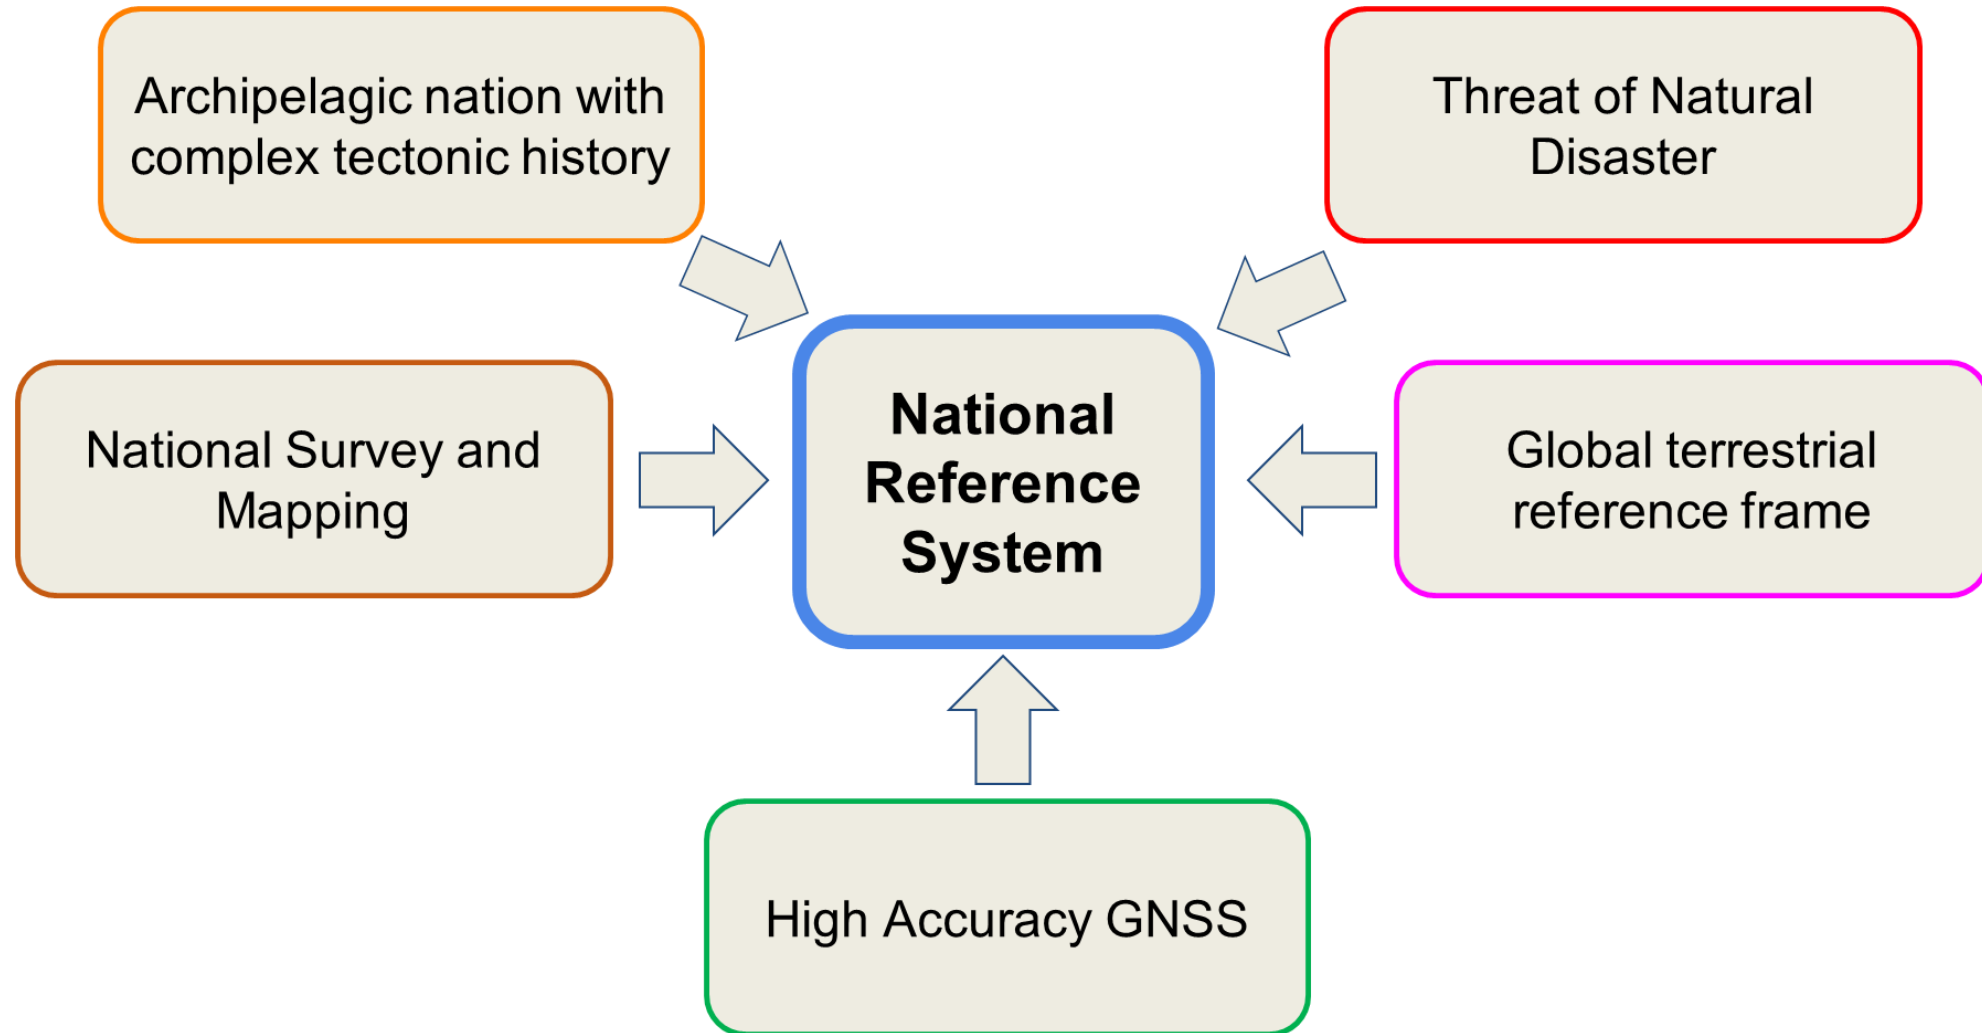 Archipelagic nation with
complex tectonic history
Threat of Natural
Disaster
National Survey and
Mapping
National
Reference
System
Global terrestrial
reference frame
High Accuracy GNSS